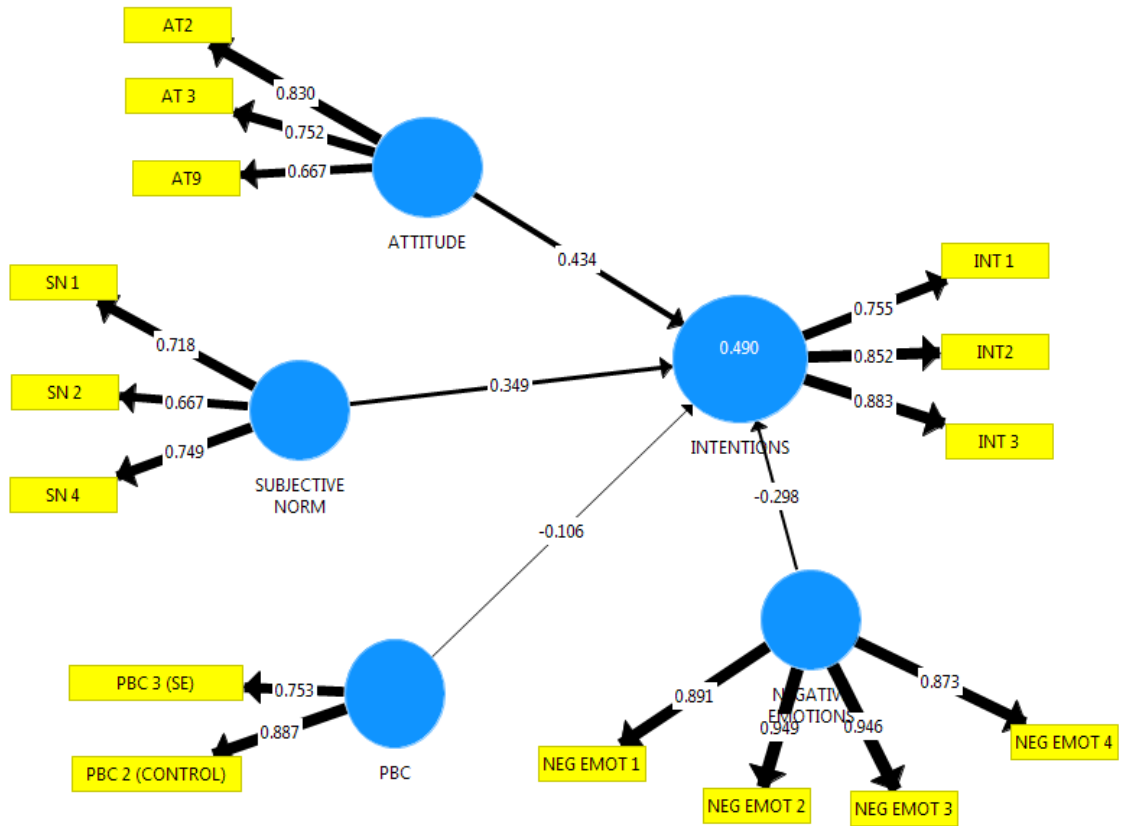 AT2
0.830
AT 3
0.752
AT9
0.667
ATTITUDE
0.434
SN 1
0.718
SN 2
0.667
SN 4
0.749
SUBJECTIVE
NORM
0.349
INT 1
0.755
0.490
INT2
0.852
0.883
INT 3
INTENTIONS
-0.298
-0.106
PBC 3 (SE)
0.753
0.887
PBC 2 (CONTROL)
PBC
0.891
NEGATIVE
EMOTIONS
0.949
0.946
0.873
NEG EMOT 1
NEG EMOT 2
NEG EMOT 3
NEG EMOT 4